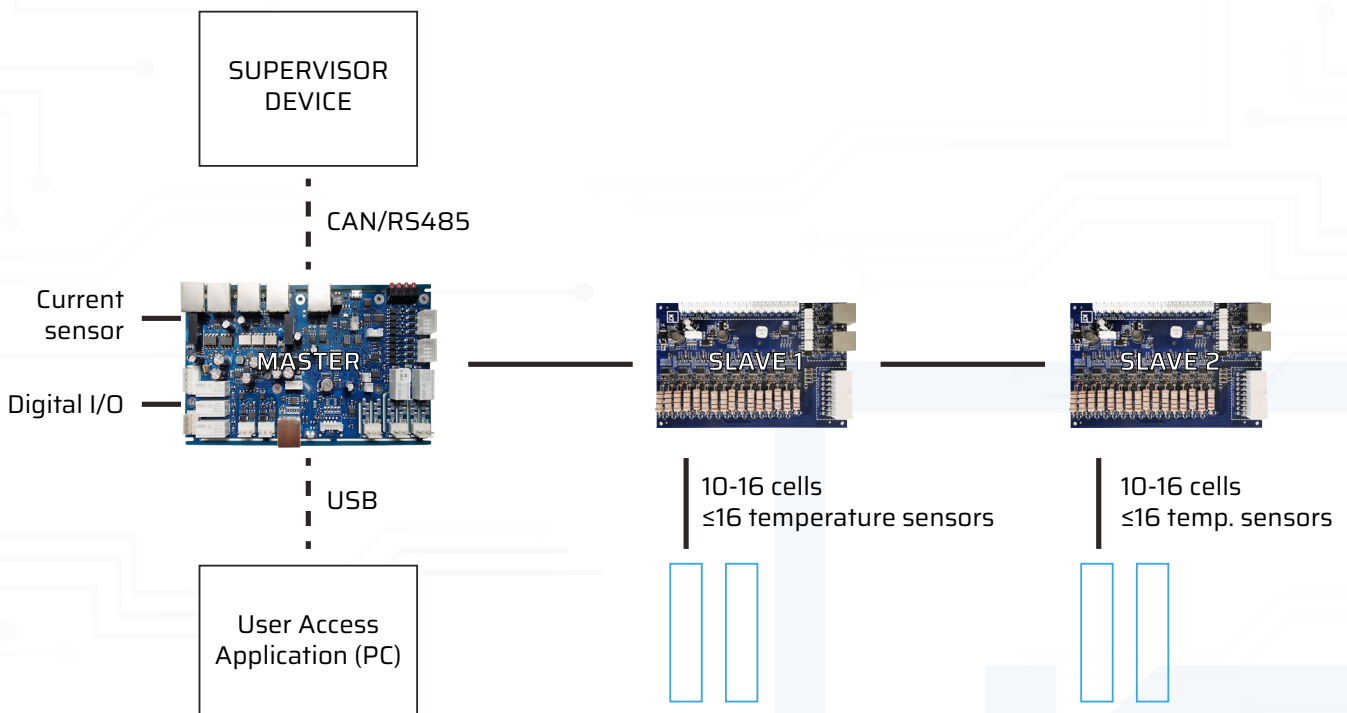 SUPERVISOR
DEVICE
CAN/RS485
Current
sensor
MASTER
SLAVE 1
SLAVE 2
Digital I/O
USB
10-16 cells
≤16 temperature sensors
10-16 cells
≤16 temp. sensors
User Access
Application (PC)